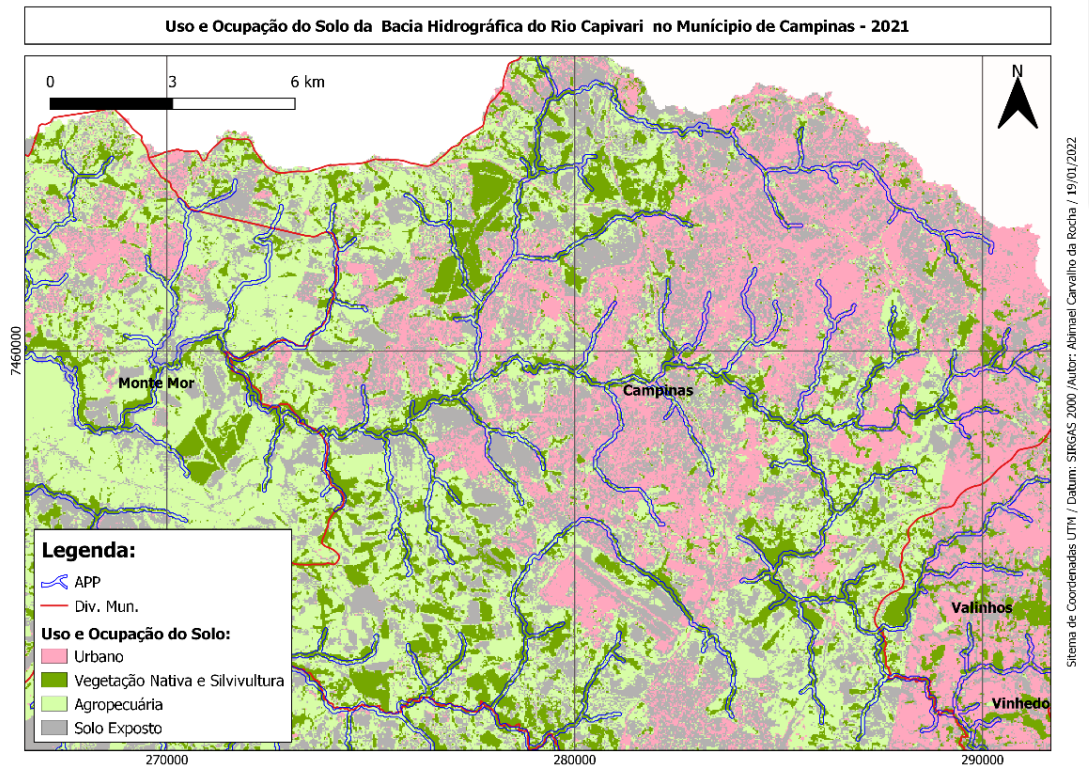 Uso e Ocupação do Solo da Bacia Hidrográfica do Rio Capivari no Munícipio de Campinas - 2021
0 3 6 km
N
7460000
Monte Mor
Campinas
Valinhos
Vinhedo
Legenda:
APP
Div. Mun.
Uso e Ocupação do Solo:
Urbano
Vegetação Nativa e Silvivultura
Agropecuária
Solo Exposto
270000 280000 290000
Sitema de Coordenadas UTM / Datum: SIRGAS 2000 /Autor: Abimael Carvalho da Rocha / 19/01/2022